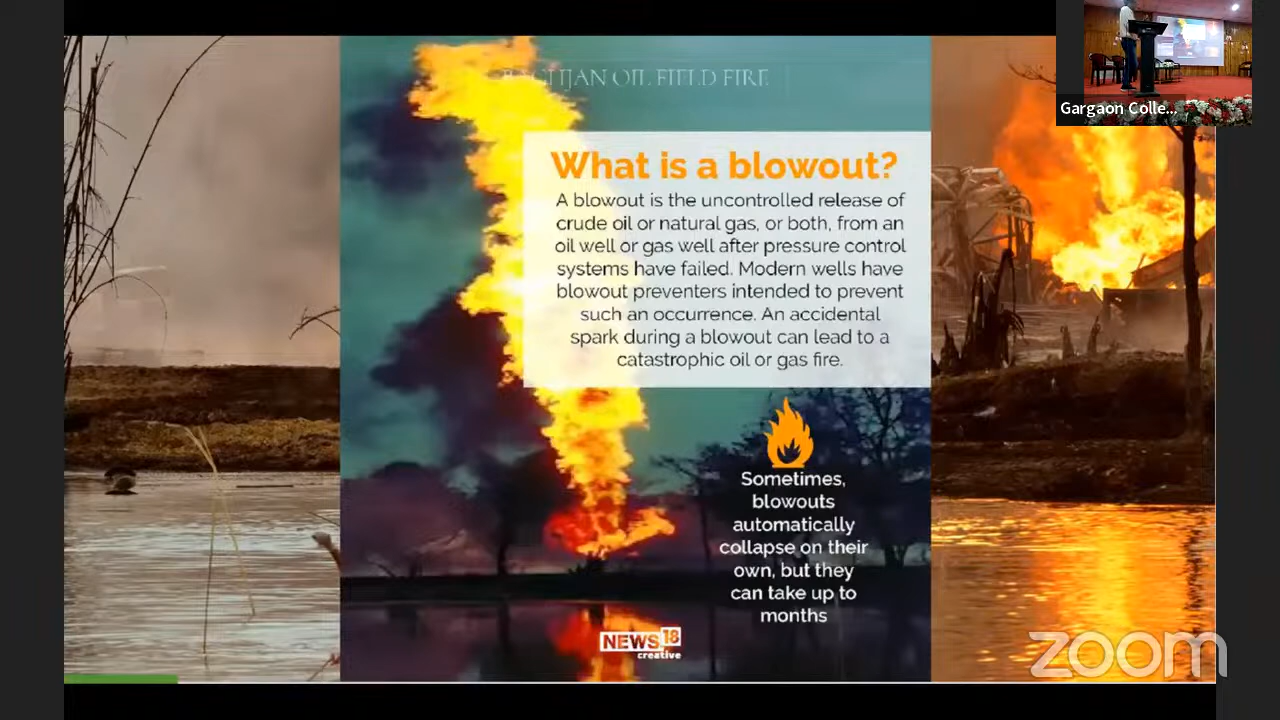 OIL FIELD FIRE
Gargaon Colle...
What is a blowout?
A blowout is the uncontrolled release of
crude oil or natural gas, or both, from an
oil well or gas well after pressure control
systems have failed. Modern wells have
blowout preventers intended to prevent
such an occurrence. An accidental
spark during a blowout can lead to a
catastrophic oil or gas fire.
Sometimes,
blowouts
automatically
collapse on their
own, but they
can take up to
months
NEWS18
creative
zoom